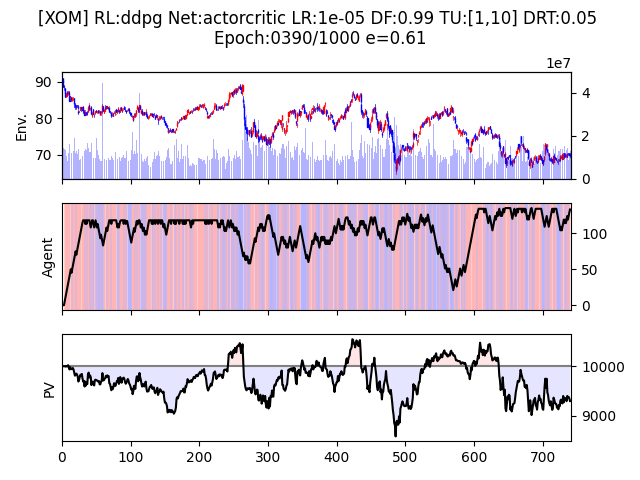 [XOM] RL:ddpg Net:actorcritic LR:1e-05 DF:0.99 TU:[1,10] DRT:0.05
Epoch:0390/1000 e=0.61
1e7
90
80
70
Env.
4
2
0
Agent
100
50
0
PV
10000
9000
0 100 200 300 400 500 600 700